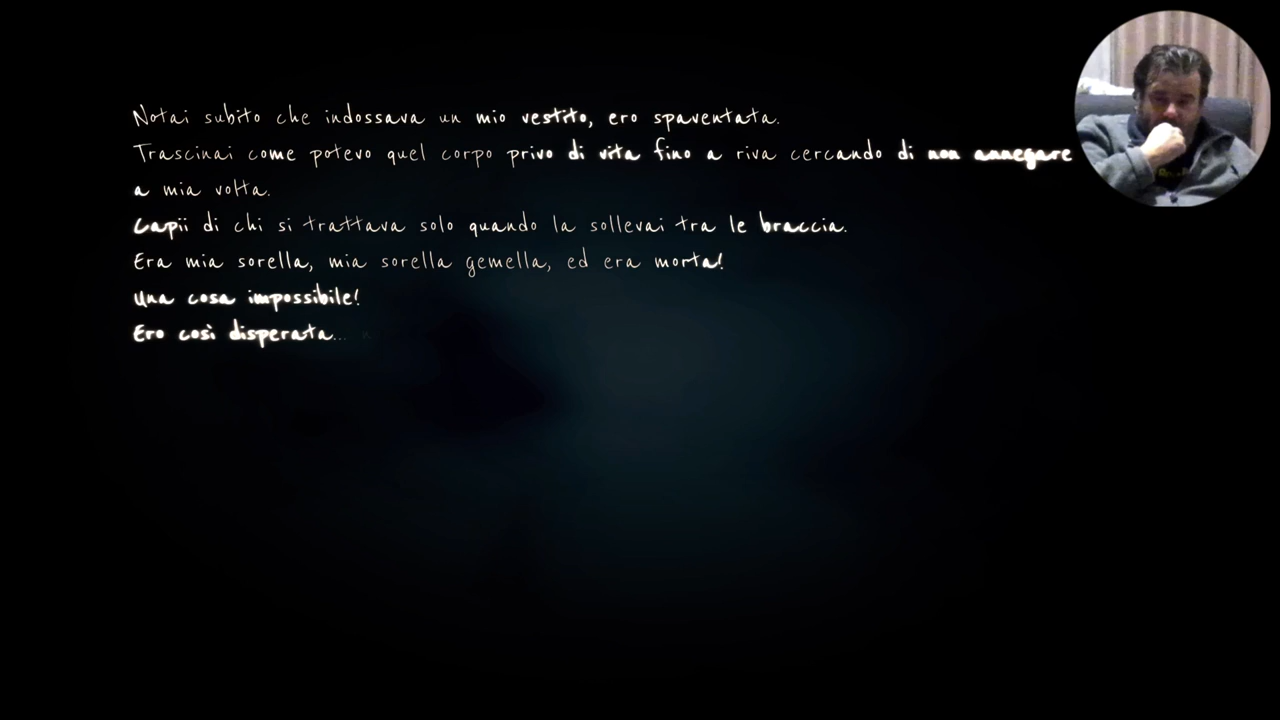 Notai subito che indossava un mio vestito, ero spaventata.
Trascinai come potevo quel corpo privo di vita fino a riva cercando di non annegare
a mia volta.
Capii di chi si trattava solo quando la sollevai tra le braccia.
Era mia sorella, mia sorella gemella, ed era morta!
Una cosa impossibile!
Ero così disperata...